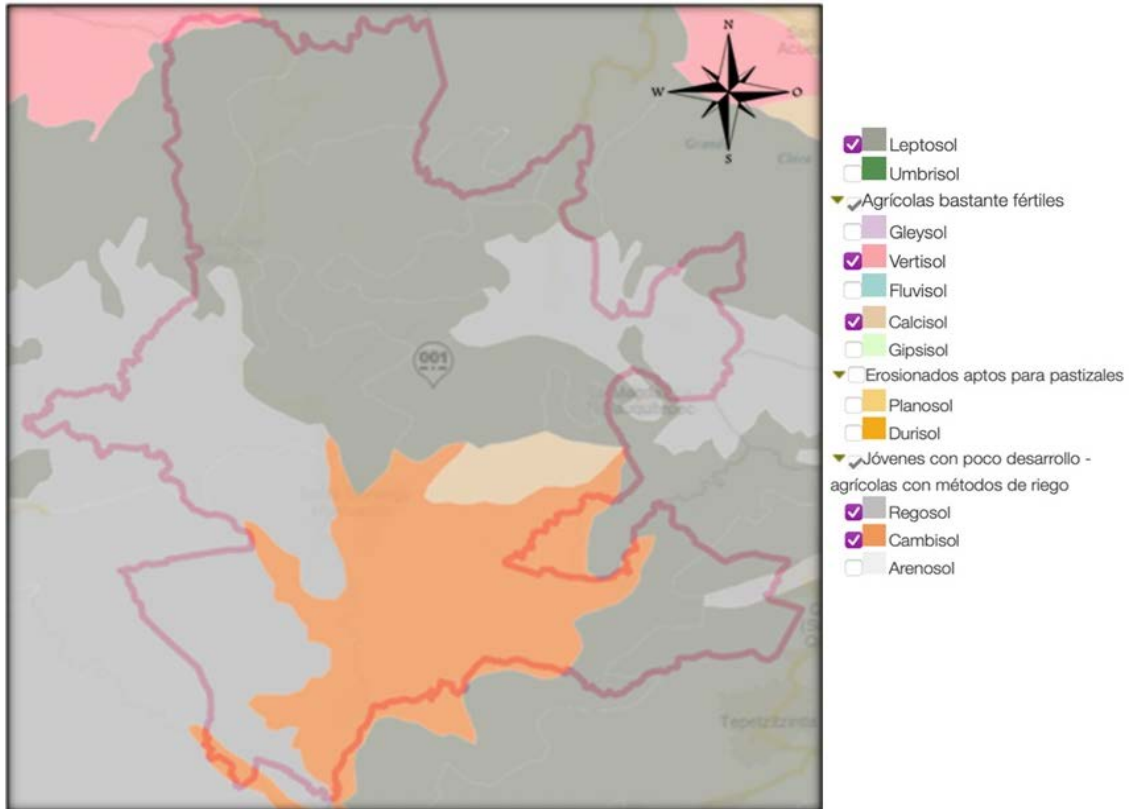 N
W
O
S
001
Tepetzitzintla
Leptosol
Umbrisol
Agrícolas bastante fértiles
Gleysol
Vertisol
Fluvisol
Calcisol
Gipsisol
Erosionados aptos para pastizales
Planosol
Durisol
Jóvenes con poco desarrollo -
agrícolas con métodos de riego
Regosol
Cambisol
Arenosol